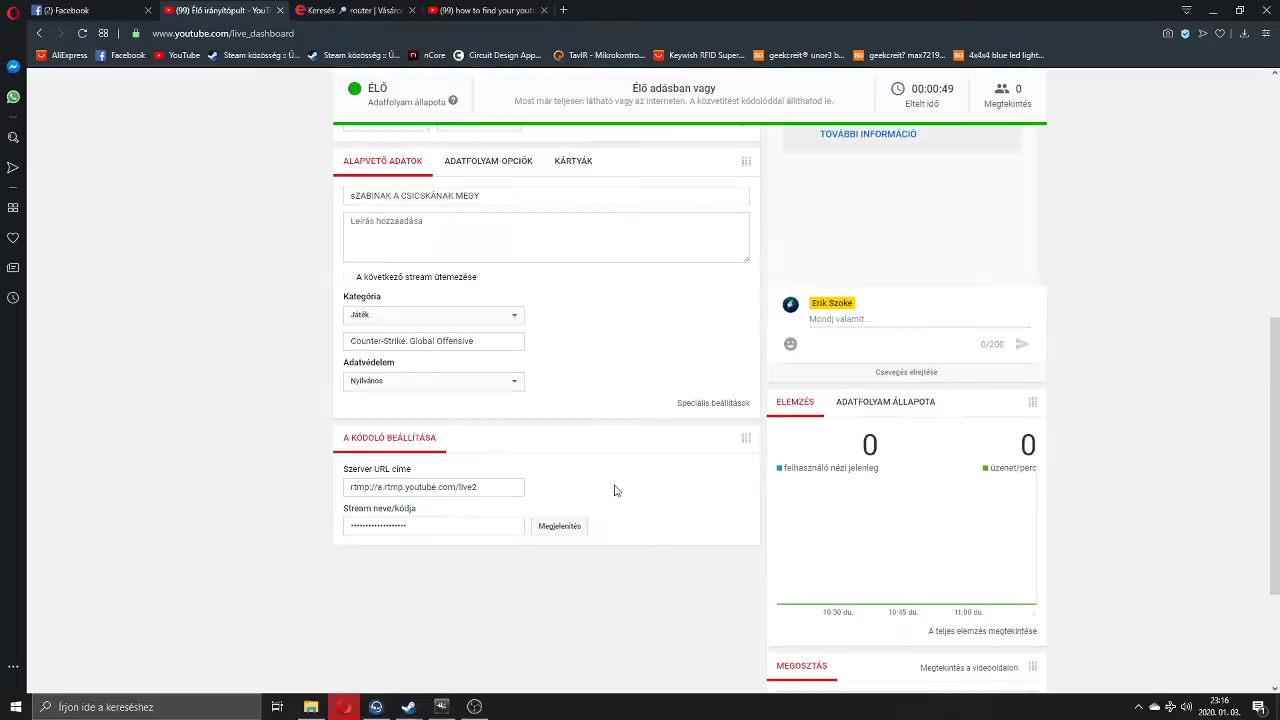 (1) Facebook
(99) Élő irányítópult - YouT
Keresés 🔎 router | Vásáro
(99) how to find your youtu
www.youtube.com/live_dashboard
AliExpress
Facebook
YouTube
Steam közösség :: Ü...
Steam közösség :: Ü...
nCore
Circuit Design App...
TavIR - Mikrokontro...
Keywish RFID Super...
geekcreit® uno r3 b...
geekcreit® max7219...
4x4x4 blue led light...
ÉLŐ
Adatfolyam állapota
Élő adásban vagy
Most már teljesen látható vagy az Interneten. A közvetítést kódolóddal állíthatod le.
00:00:49
Eltelt idő
0
Megtekintés
TOVÁBBI INFORMÁCIÓ
ALAPVETŐ ADATOK
ADATFOLYAM-OPCIÓK
KÁRTYÁK
sZABINAK A CSICSKÁNAK MEGY
Leírás hozzáadása
A következő stream ütemezése
Kategória
Játék
Counter-Strike: Global Offensive
Adatvédelem
Nyilvános
Speciális beállítások
A KÓDOLÓ BEÁLLÍTÁSA
Szerver URL címe
rtmp://a.rtmp.youtube.com/live2
Stream neve/kódja
••••••••••••••••••••
Megjelenítés
Erik Szoke
Mondj valamit...
0/200
Csevegés elrejtése
ELEMZÉS
ADATFOLYAM ÁLLAPOTA
0
felhasználó nézi jelenleg
0
üzenet/perc
10:30 du.
10:45 du.
11:00 du.
..
A teljes elemzés megtekintése
MEGOSZTÁS
Megtekintés a videooldalon
Írjon ide a kereséshez
23:16
2020. 01. 03.